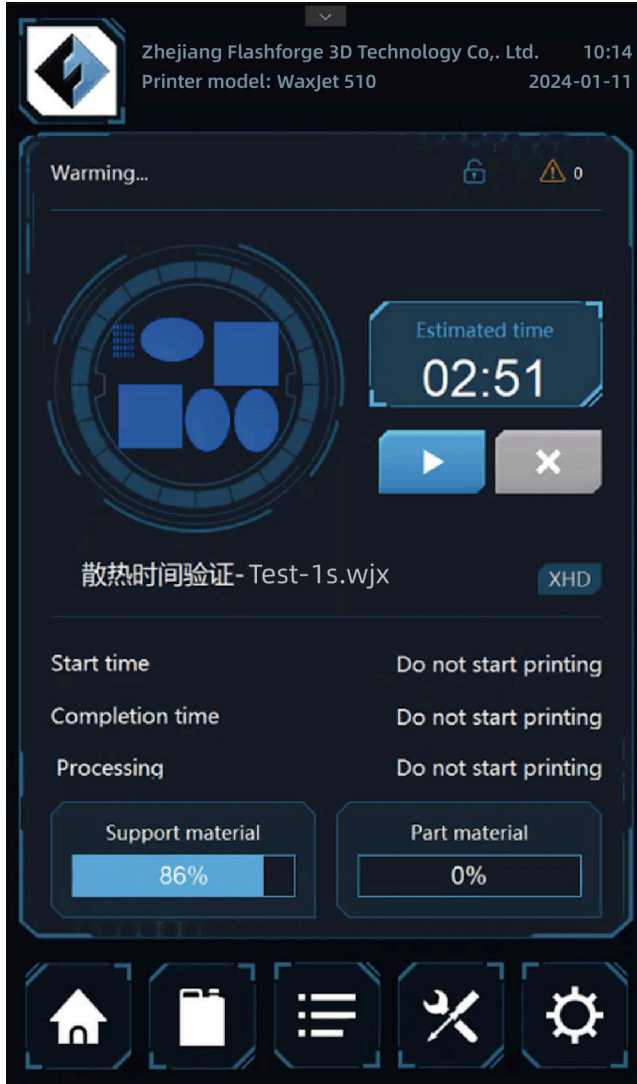 Zhejiang Flashforge 3D Technology Co,. Ltd. 10:14
Printer model: WaxJet 510 2024-01-11
Warming... 0
Estimated time
02:51
散热时间验证-Test-1s.wjx
XHD
Start time Do not start printing
Completion time Do not start printing
Processing Do not start printing
Support material Part material
86% 0%